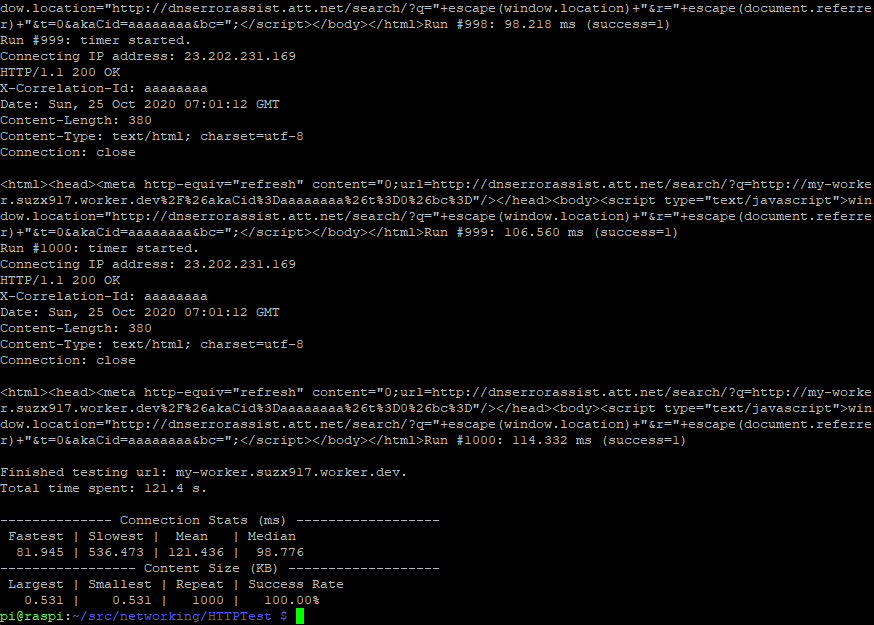 dow.location="http://dnserrorassist.att.net/search/?q="+escape(window.location)+"&r="+escape(document.referre
r)+"&t=0&akaCid=aaaaaaaa&bc=";</script></body></html>Run #998: 98.218 ms (success=1)
Run #999: timer started.
Connecting IP address: 23.202.231.169
HTTP/1.1 200 OK
X-Correlation-Id: aaaaaaaa
Date: Sun, 25 Oct 2020 07:01:12 GMT
Content-Length: 380
Content-Type: text/html; charset=utf-8
Connection: close
<html><head><meta http-equiv="refresh" content="0;url=http://dnserrorassist.att.net/search/?q=http://my-worke
r.suzx917.worker.dev%2F%26akaCid%3Daaaaaaaa%26t%3D0%26bc%3D"/></head><body><script type="text/javascript">win
dow.location="http://dnserrorassist.att.net/search/?q="+escape(window.location)+"&r="+escape(document.referre
r)+"&t=0&akaCid=aaaaaaaa&bc=";</script></body></html>Run #999: 106.560 ms (success=1)
Run #1000: timer started.
Connecting IP address: 23.202.231.169
HTTP/1.1 200 OK
X-Correlation-Id: aaaaaaaa
Date: Sun, 25 Oct 2020 07:01:12 GMT
Content-Length: 380
Content-Type: text/html; charset=utf-8
Connection: close
<html><head><meta http-equiv="refresh" content="0;url=http://dnserrorassist.att.net/search/?q=http://my-worke
r.suzx917.worker.dev%2F%26akaCid%3Daaaaaaaa%26t%3D0%26bc%3D"/></head><body><script type="text/javascript">win
dow.location="http://dnserrorassist.att.net/search/?q="+escape(window.location)+"&r="+escape(document.referre
r)+"&t=0&akaCid=aaaaaaaa&bc=";</script></body></html>Run #1000: 114.332 ms (success=1)
Finished testing url: my-worker.suzx917.worker.dev.
Total time spent: 121.4 s.
-------------- Connection Stats (ms) ------------------
Fastest | Slowest |  Mean   | Median
81.945 | 536.473 | 121.436 |  98.776
----------------- Content Size (KB) -------------------
Largest | Smallest | Repeat | Success Rate
0.531 |    0.531 |   1000 |   100.00%
pi@raspi:~/src/networking/HTTPTest $